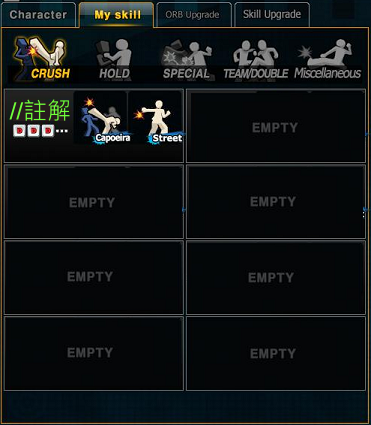 Character My skill ORB Upgrade Skill Upgrade
CRUSH HOLD SPECIAL TEAM/DOUBLE Miscellaneous
//註解
D D D ... Capoeira Street
EMPTY
EMPTY EMPTY
EMPTY EMPTY
EMPTY EMPTY